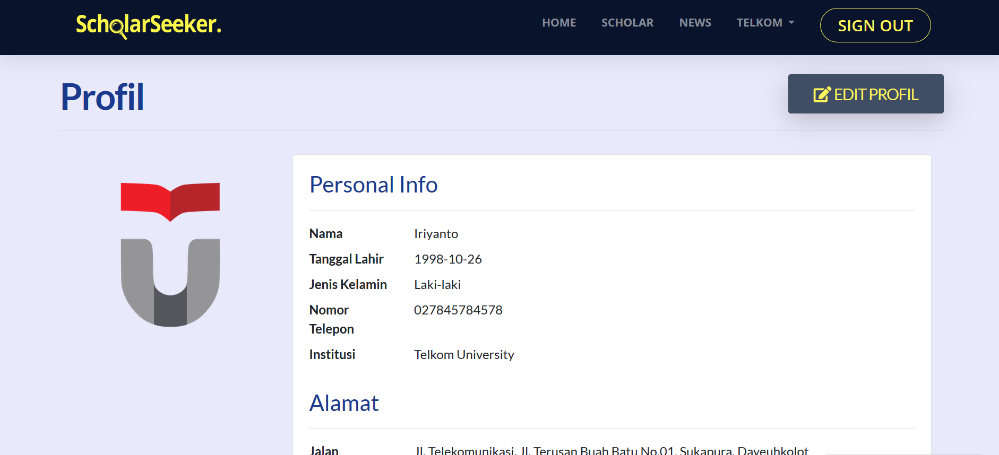 ScholarSeeker.
HOME SCHOLAR NEWS TELKOM SIGN OUT
Profil
EDIT PROFIL
Personal Info
Nama Iriyanto
Tanggal Lahir 1998-10-26
Jenis Kelamin Laki-laki
Nomor Telepon 027845784578
Institusi Telkom University
Alamat
Jalan Jl. Telekomunikasi, Jl. Terusan Buah Batu No.01, Sukapura, Dayeuhkolot